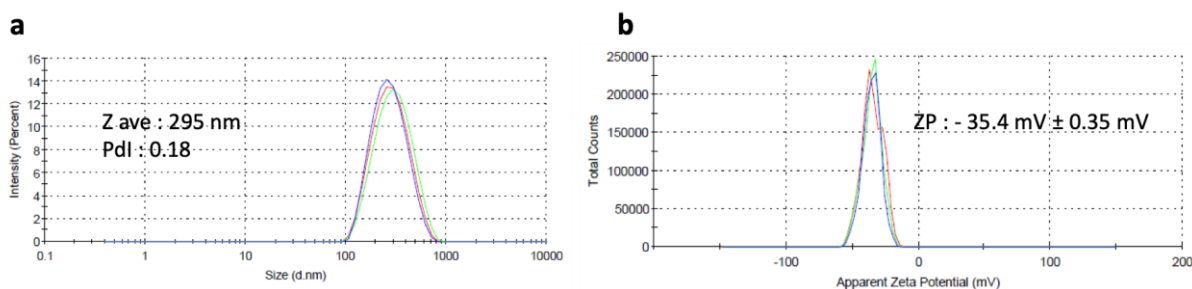 a
Intensity (Percent)
16
14
12
10
8
6
4
2
0
Z ave : 295 nm
PdI : 0.18
0.1 1 10 100 1000 10000
Size (d.nm)
b
Total Counts
250000
200000
150000
100000
50000
0
ZP : - 35.4 mV ± 0.35 mV
-100 0 100 200
Apparent Zeta Potential (mV)